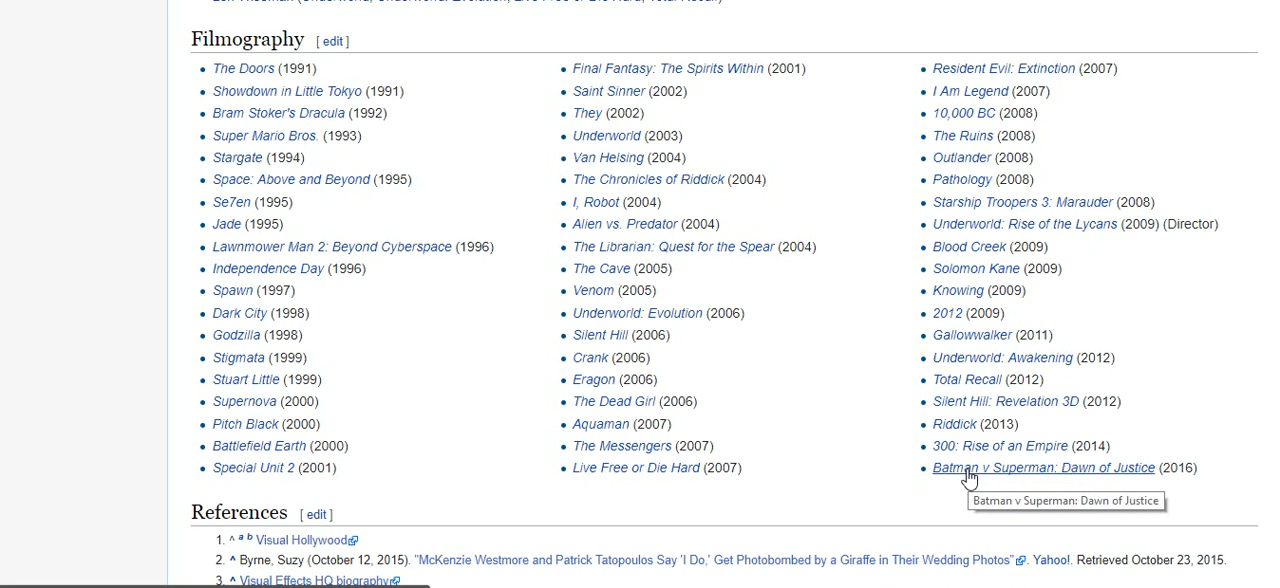 Filmography [ edit ]
The Doors (1991)
Showdown in Little Tokyo (1991)
Bram Stoker's Dracula (1992)
Super Mario Bros. (1993)
Stargate (1994)
Space: Above and Beyond (1995)
Se7en (1995)
Jade (1995)
Lawnmower Man 2: Beyond Cyberspace (1996)
Independence Day (1996)
Spawn (1997)
Dark City (1998)
Godzilla (1998)
Stigmata (1999)
Stuart Little (1999)
Supernova (2000)
Pitch Black (2000)
Battlefield Earth (2000)
Special Unit 2 (2001)
Final Fantasy: The Spirits Within (2001)
Saint Sinner (2002)
They (2002)
Underworld (2003)
Van Helsing (2004)
The Chronicles of Riddick (2004)
I, Robot (2004)
Alien vs. Predator (2004)
The Librarian: Quest for the Spear (2004)
The Cave (2005)
Venom (2005)
Underworld: Evolution (2006)
Silent Hill (2006)
Crank (2006)
Eragon (2006)
The Dead Girl (2006)
Aquaman (2007)
The Messengers (2007)
Live Free or Die Hard (2007)
Resident Evil: Extinction (2007)
I Am Legend (2007)
10,000 BC (2008)
The Ruins (2008)
Outlander (2008)
Pathology (2008)
Starship Troopers 3: Marauder (2008)
Underworld: Rise of the Lycans (2009) (Director)
Blood Creek (2009)
Solomon Kane (2009)
Knowing (2009)
2012 (2009)
Gallowwalker (2011)
Underworld: Awakening (2012)
Total Recall (2012)
Silent Hill: Revelation 3D (2012)
Riddick (2013)
300: Rise of an Empire (2014)
Batman v Superman: Dawn of Justice (2016)
Batman v Superman: Dawn of Justice
References [ edit ]
1. ^ a b Visual Hollywood
2. ^ Byrne, Suzy (October 12, 2015). "McKenzie Westmore and Patrick Tatopoulos Say 'I Do,' Get Photobombed by a Giraffe in Their Wedding Photos". Yahoo!. Retrieved October 23, 2015.
3. ^ Visual Effects HQ biography